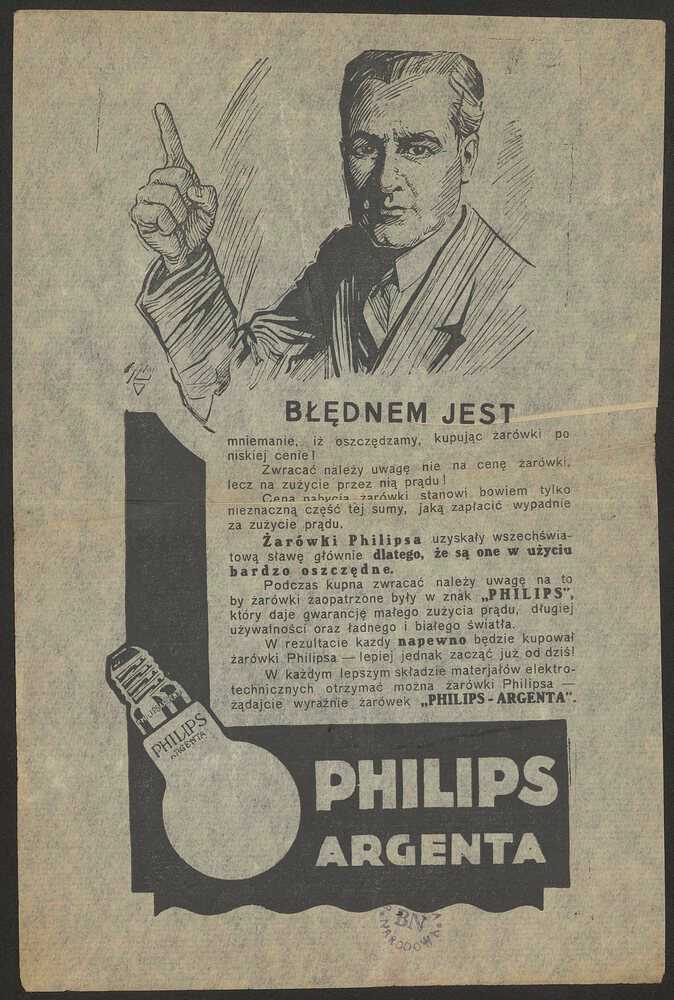 BŁĘDNEM JEST
mniemanie, iż oszczędzamy, kupując żarówki po
niskiej cenie!
Zwracać należy uwagę nie na cenę żarówki,
lecz na zużycie przez nią prądu!
Cena nabycia żarówki stanowi bowiem tylko
nieznaczną część tej sumy, jaką zapłacić wypadnie
za zużycie prądu.
Żarówki Philipsa uzyskały wszechświa-
tową sławę głównie dlatego, że są one w użyciu
bardzo oszczędne.
Podczas kupna zwracać należy uwagę na to
by żarówki zaopatrzone były w znak „PHILIPS”,
który daje gwarancję małego zużycia prądu, długiej
używalności oraz ładnego i białego światła.
W rezultacie każdy napewno będzie kupował
żarówki Philipsa — lepiej jednak zacząć już od dziś!
W każdym lepszym składzie materjałów elektro-
technicznych otrzymać można żarówki Philipsa —
żądajcie wyraźnie żarówek „PHILIPS - ARGENTA”.
PHILIPS
ARGENTA
PHILIPS
ARGENTA
BN
NARODOWA